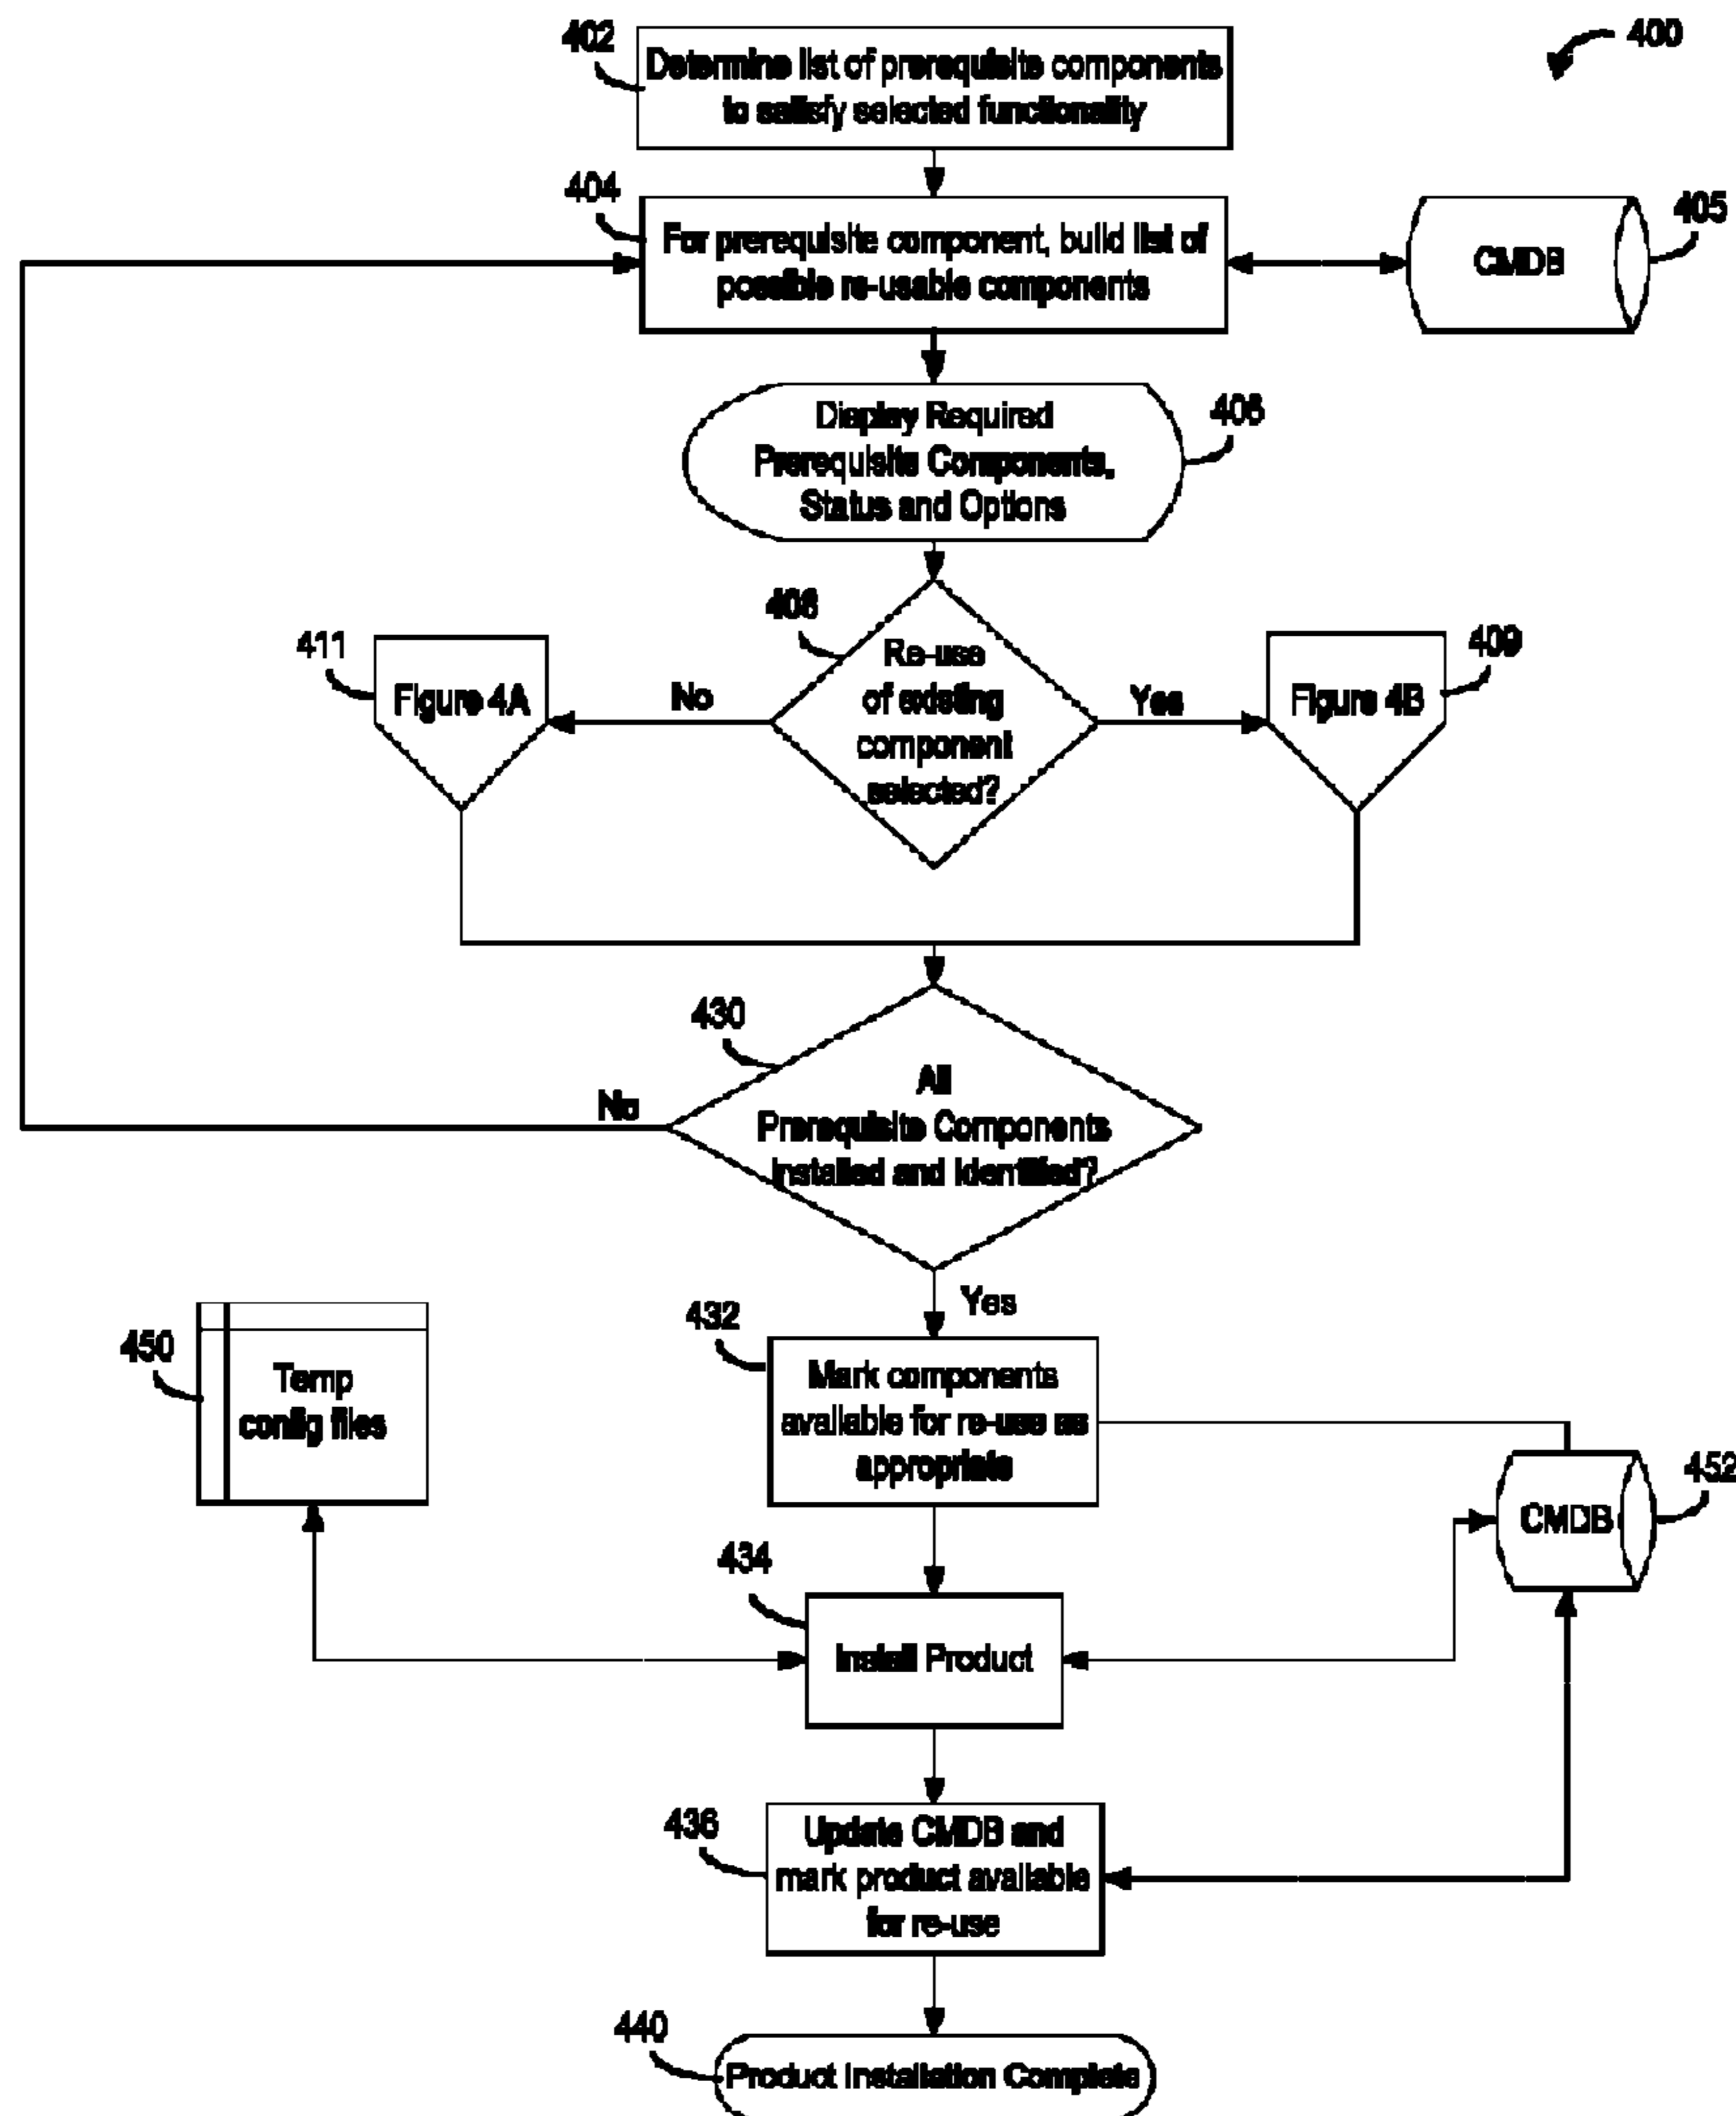 402
400
Determine list of prerequisite components
to satisfy selected functionality
404
405
For prerequisite component, build list of
possible re-usable components
CMDB
Display Required
Prerequisite Components,
Status and Options
411
409
Re-use
of existing
component
selected?
Figure 4A
No
Yes
Figure 4B
430
All
Prerequisite Components
Installed and Identified?
No
Yes
432
450
Temp
config files
Mark components
available for re-use as
appropriate
452
CMDB
434
Install Product
436
Update CMDB and
mark product available
for re-use
440
Product Installation Complete